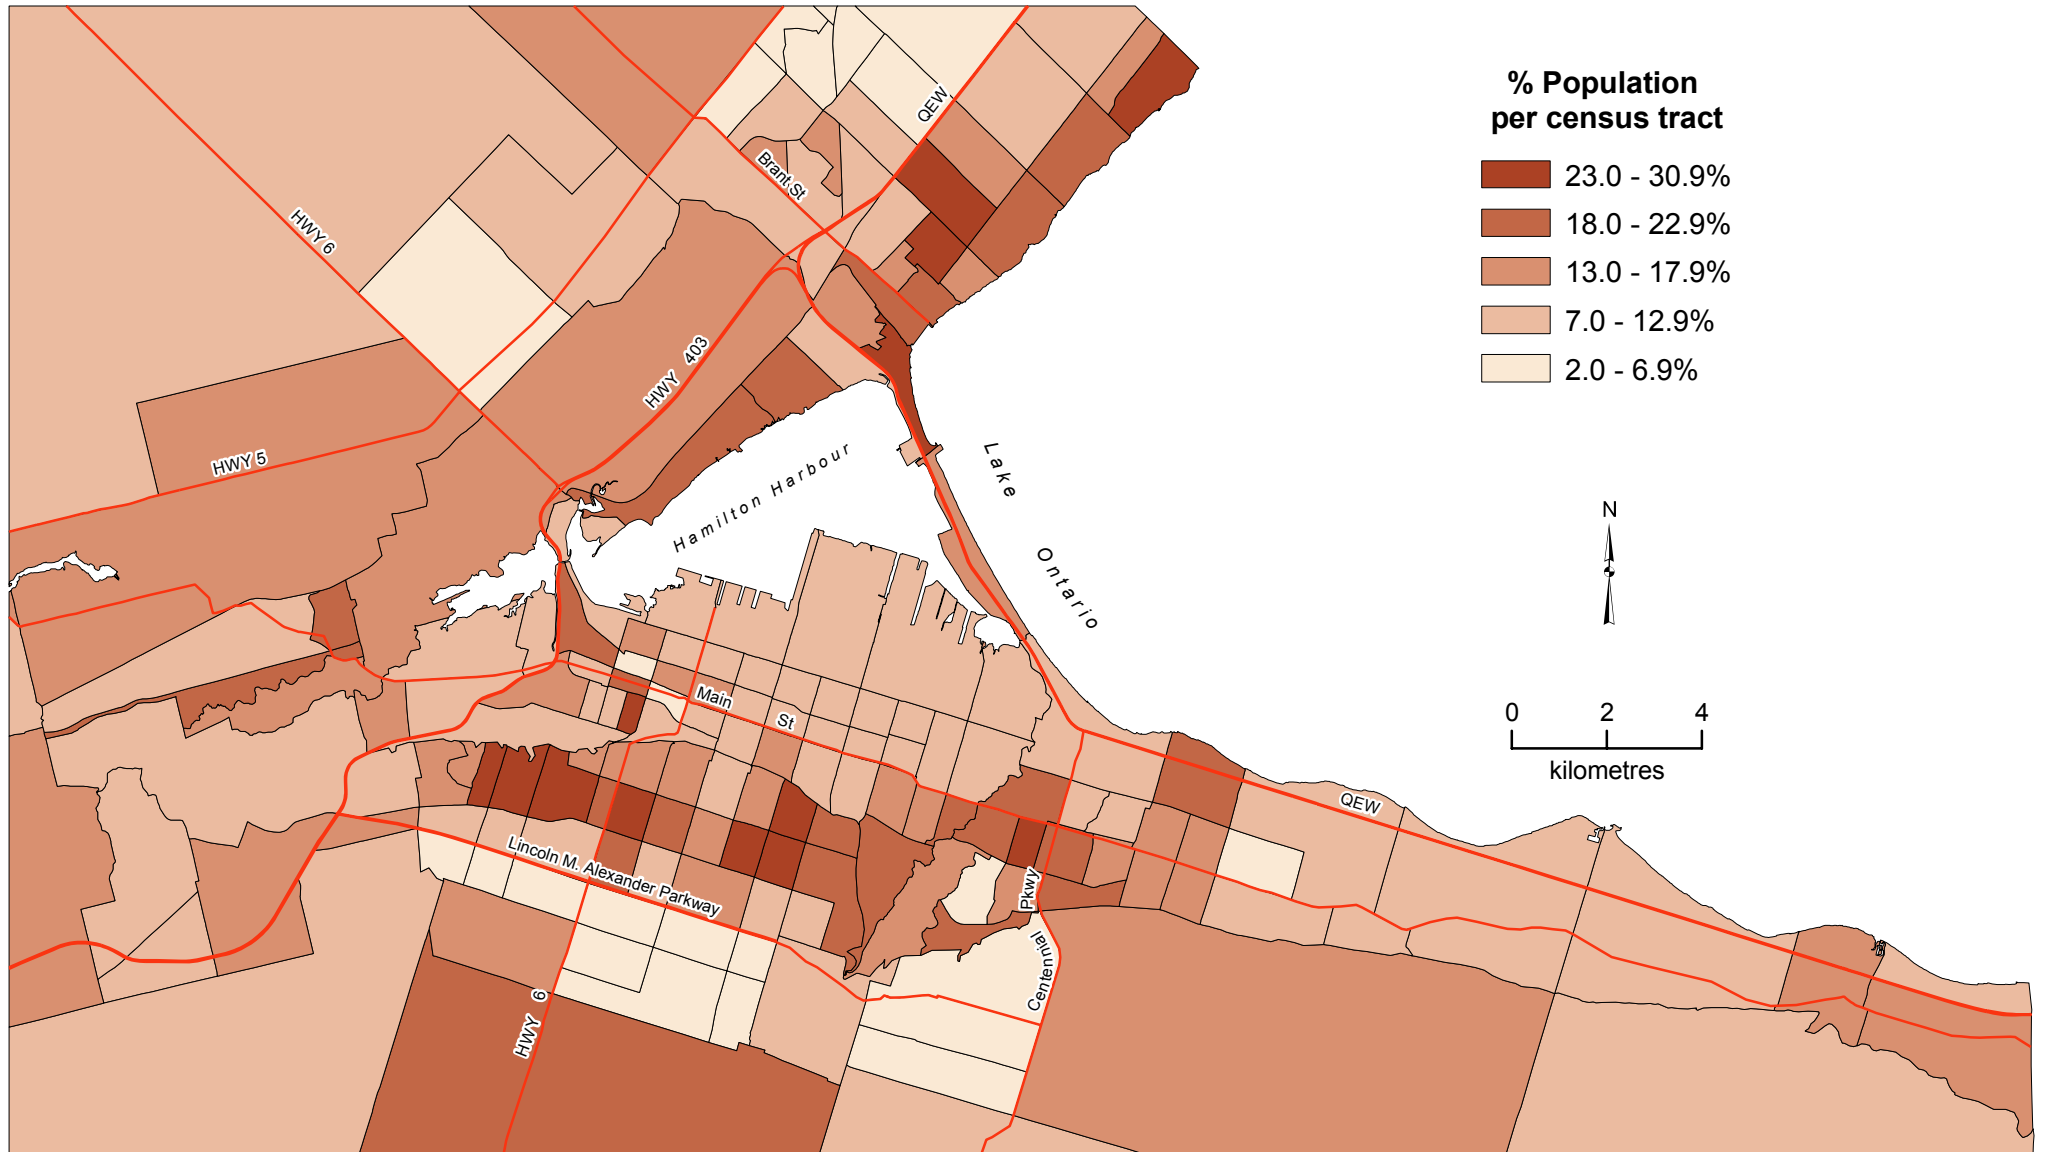 % Population
per census tract
23.0 - 30.9%
18.0 - 22.9%
13.0 - 17.9%
7.0 - 12.9%
2.0 - 6.9%
QEW
Brant St
HWY 6
HWY 403
HWY 5
Hamilton Harbour
Lake Ontario
N
0 2 4
kilometres
Main St
QEW
Lincoln M. Alexander Parkway
Centennial Pkwy
HWY 6